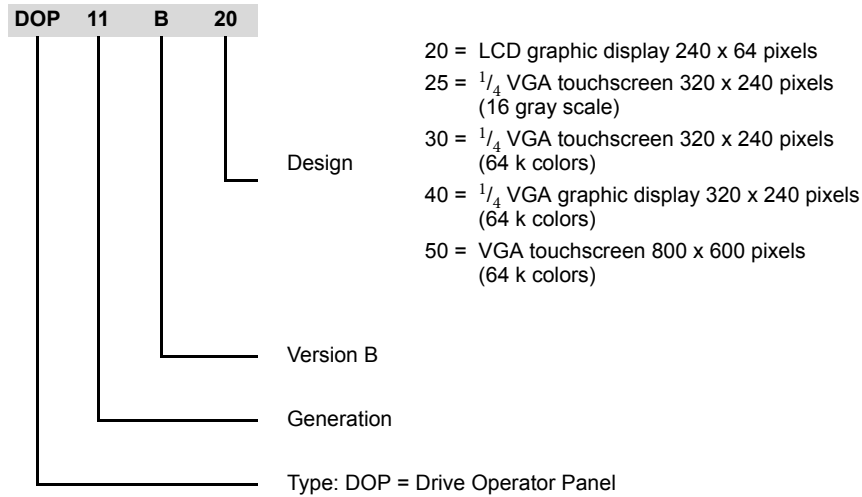 DOP 11 B 20
20 = LCD graphic display 240 x 64 pixels
25 = 1/4 VGA touchscreen 320 x 240 pixels
(16 gray scale)
30 = 1/4 VGA touchscreen 320 x 240 pixels
(64 k colors)
40 = 1/4 VGA graphic display 320 x 240 pixels
(64 k colors)
50 = VGA touchscreen 800 x 600 pixels
(64 k colors)
Design
Version B
Generation
Type: DOP = Drive Operator Panel